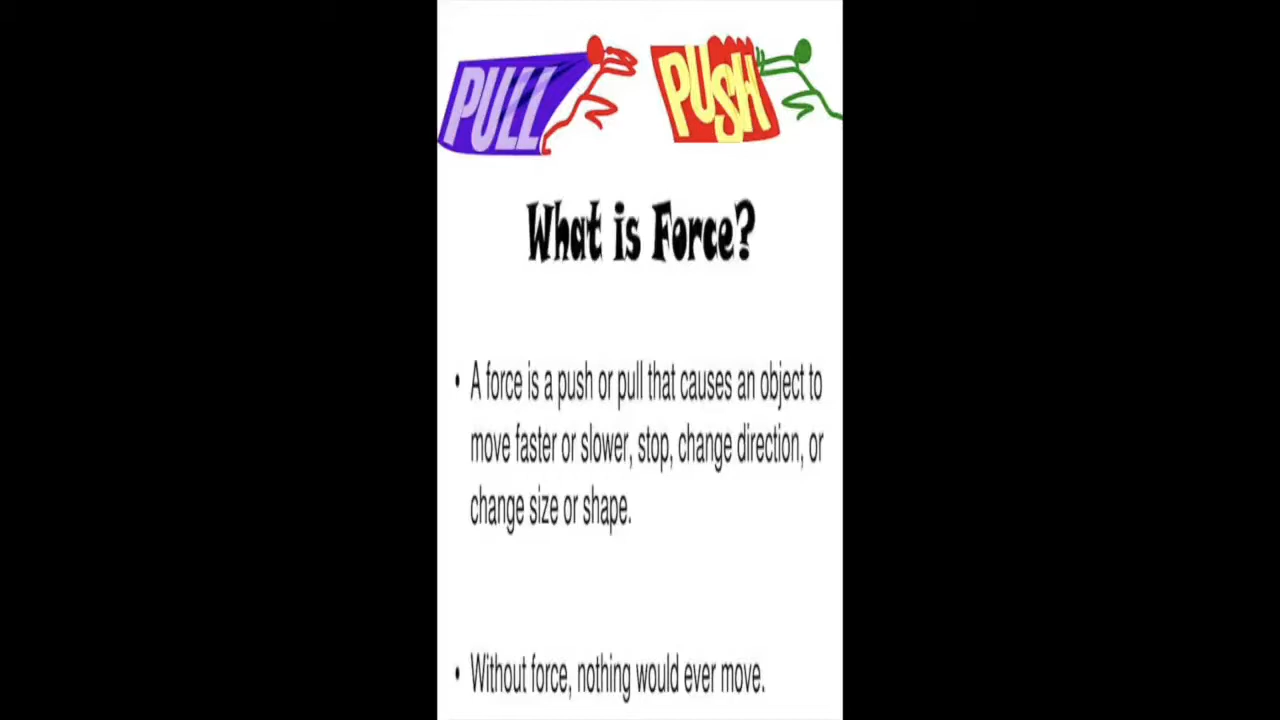 PULL PUSH
What is Force?
• A force is a push or pull that causes an object to
move faster or slower, stop, change direction, or
change size or shape.
• Without force, nothing would ever move.